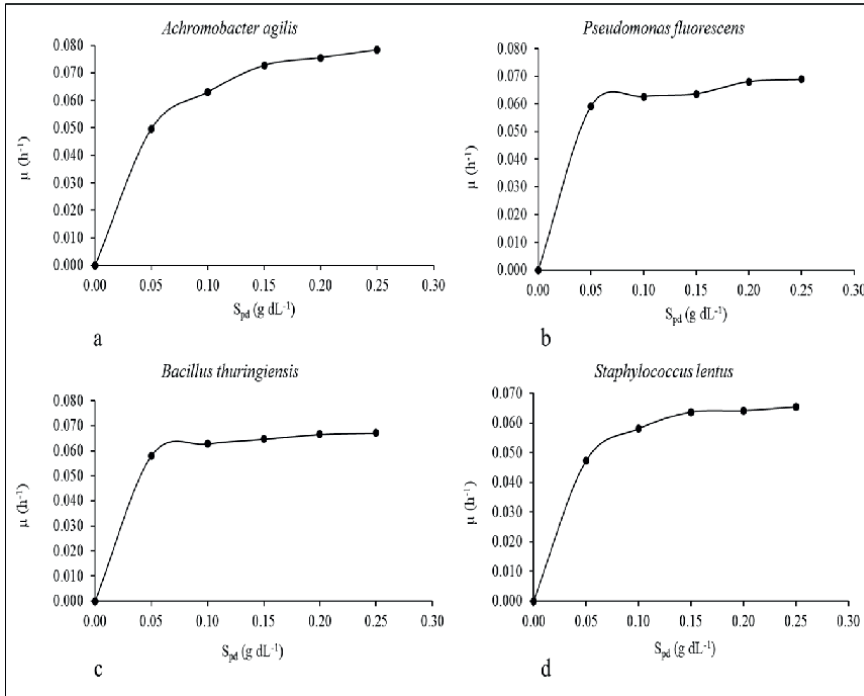 Achromobacter agilis
0.080
0.070
0.060
0.050
0.040
0.030
0.020
0.010
0.000
μ (h⁻¹)
0.00 0.05 0.10 0.15 0.20 0.25 0.30
S_pd (g dL⁻¹)
a
Pseudomonas fluorescens
0.080
0.070
0.060
0.050
0.040
0.030
0.020
0.010
0.000
μ (h⁻¹)
0.00 0.05 0.10 0.15 0.20 0.25 0.30
S_pd (g dL⁻¹)
b
Bacillus thuringiensis
0.080
0.070
0.060
0.050
0.040
0.030
0.020
0.010
0.000
μ (h⁻¹)
0.00 0.05 0.10 0.15 0.20 0.25 0.30
S_pd (g dL⁻¹)
c
Staphylococcus lentus
0.070
0.060
0.050
0.040
0.030
0.020
0.010
0.000
μ (h⁻¹)
0.00 0.05 0.10 0.15 0.20 0.25 0.30
S_pd (g dL⁻¹)
d